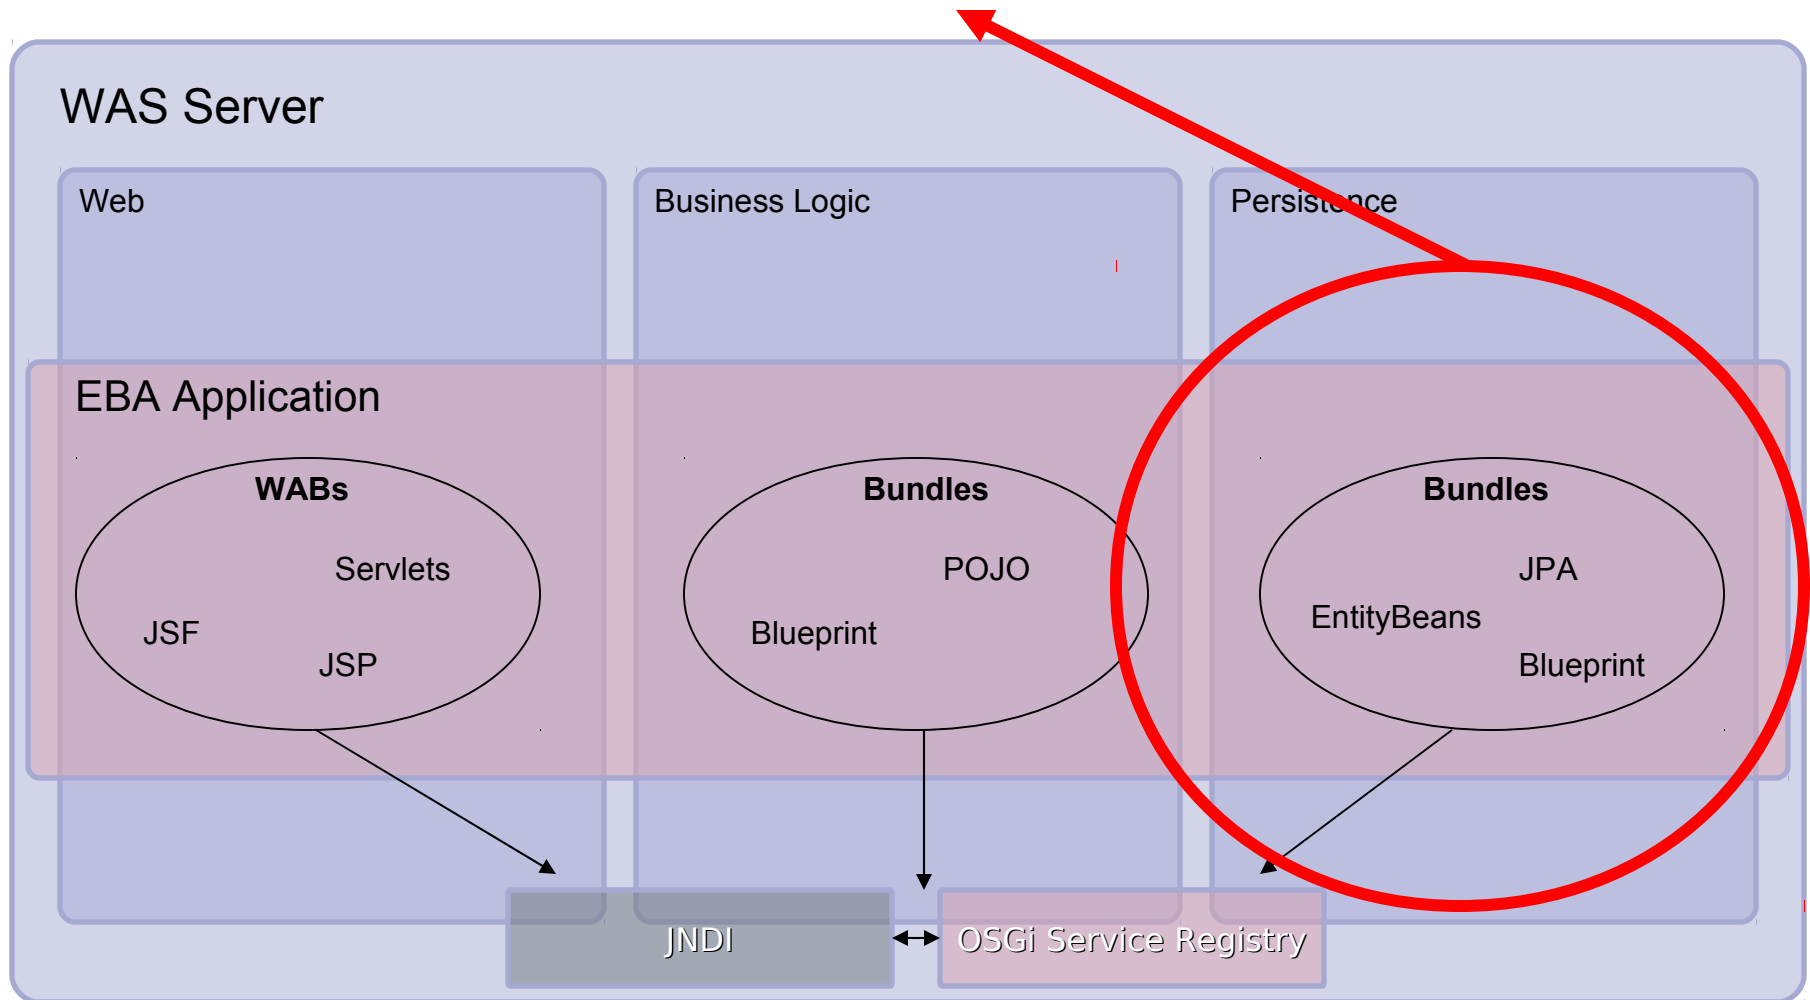 WAS Server
Web
Business Logic
Persistence
EBA Application
WABs
Servlets
JSF
JSP
Bundles
POJO
Blueprint
Bundles
JPA
EntityBeans
Blueprint
JNDI
OSGi Service Registry